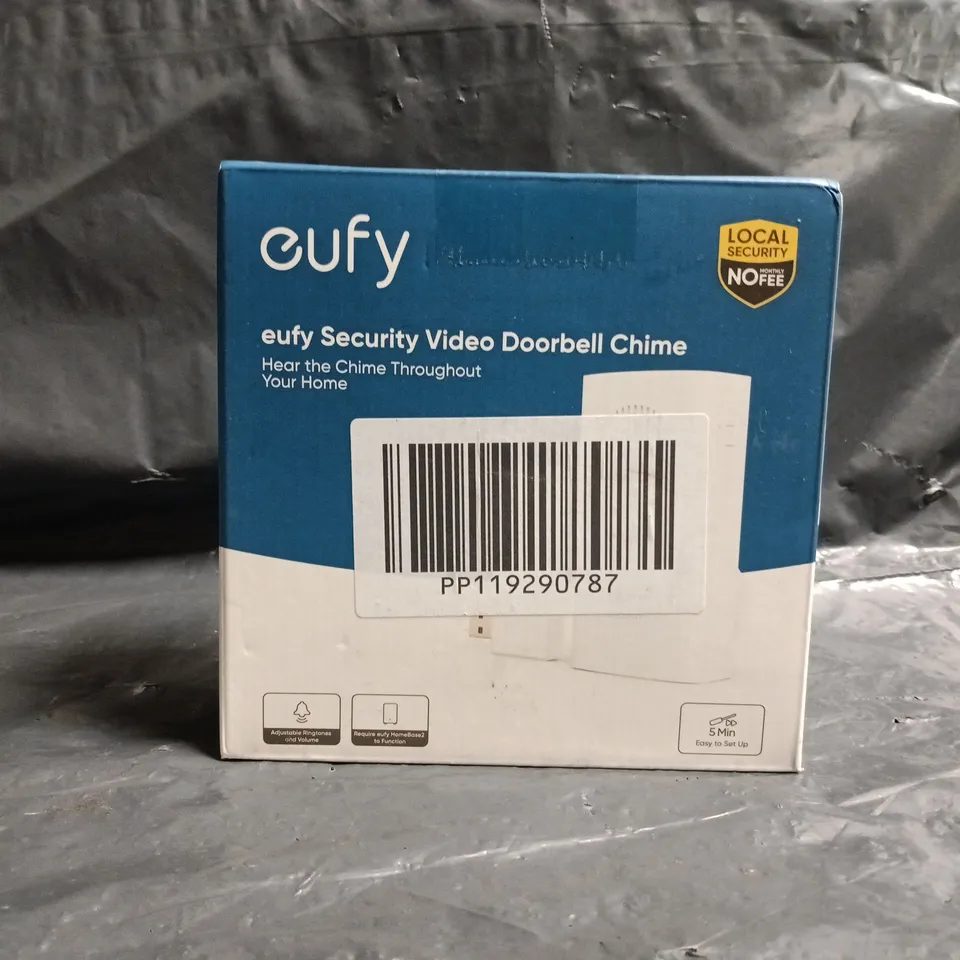 eufy
LOCAL
SECURITY
NO MONTHLY FEE
eufy Security Video Doorbell Chime
Hear the Chime Throughout
Your Home
PP119290787
Adjustable Ringtones
and Volume
Require eufy HomeBase2
to Function
5 Min
Easy to Set Up